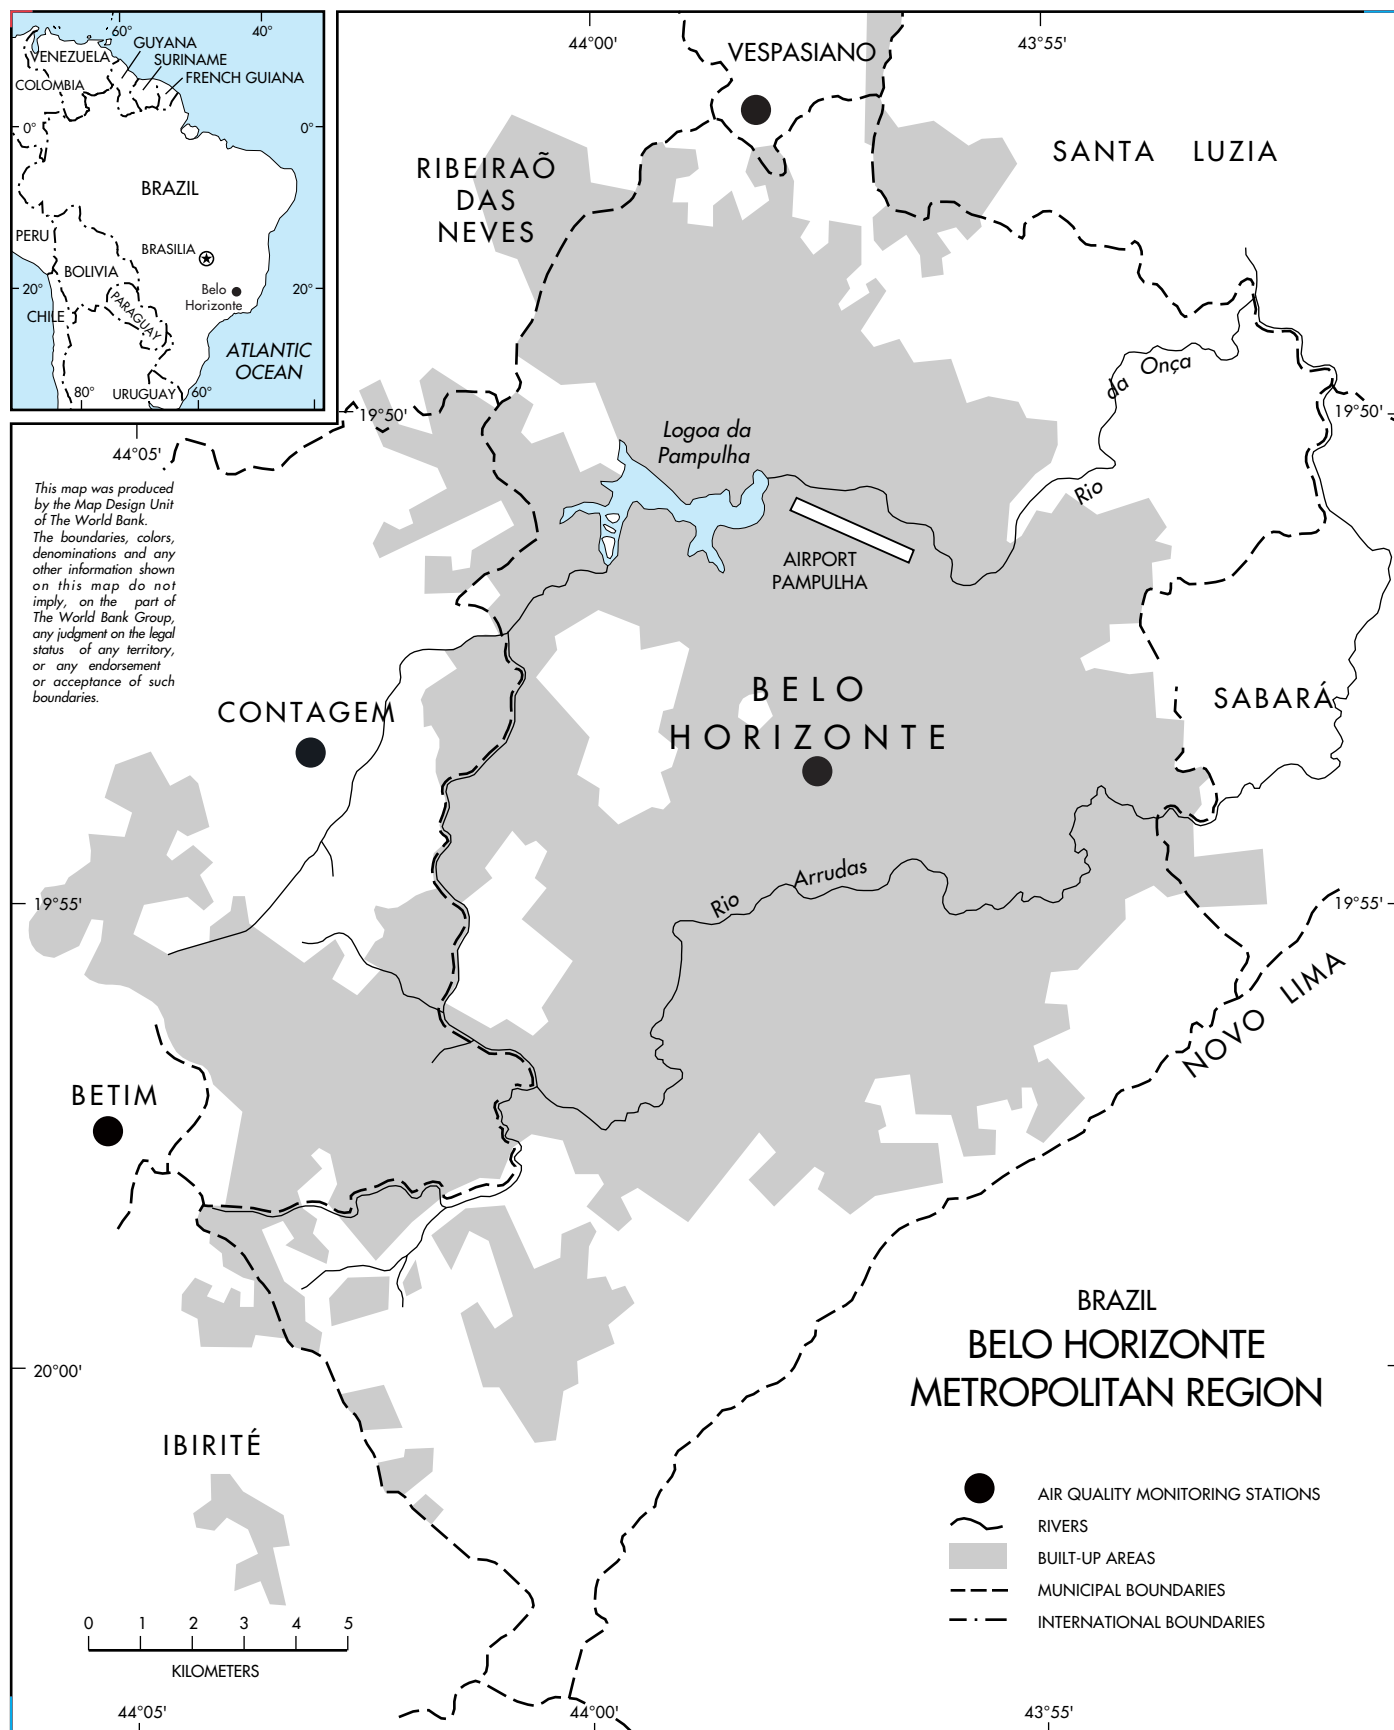 60°
40°
GUYANA
VENEZUELA
SURINAME
FRENCH GUIANA
COLOMBIA
0°
0°
BRAZIL
PERU
BRASILIA
BOLIVIA
20°
Belo
Horizonte
20°
PARAGUAY
CHILE
ATLANTIC
OCEAN
80°
URUGUAY
60°
44°00'
43°55'
VESPASIANO
SANTA LUZIA
RIBEIRAÕ
DAS
NEVES
Rio da Onça
19°50'
19°50'
44°05'
Logoa da
Pampulha
This map was produced
by the Map Design Unit
of The World Bank.
The boundaries, colors,
denominations and any
other information shown
on this map do not
imply, on the part of
The World Bank Group,
any judgment on the legal
status of any territory,
or any endorsement
or acceptance of such
boundaries.
AIRPORT
PAMPULHA
BELO
HORIZONTE
SABARÁ
CONTAGEM
Rio Arrudas
19°55'
19°55'
NOVO LIMA
BETIM
20°00'
BRAZIL
BELO HORIZONTE
METROPOLITAN REGION
IBIRITÉ
AIR QUALITY MONITORING STATIONS
RIVERS
BUILT-UP AREAS
MUNICIPAL BOUNDARIES
INTERNATIONAL BOUNDARIES
0 1 2 3 4 5
KILOMETERS
44°05'
44°00'
43°55'